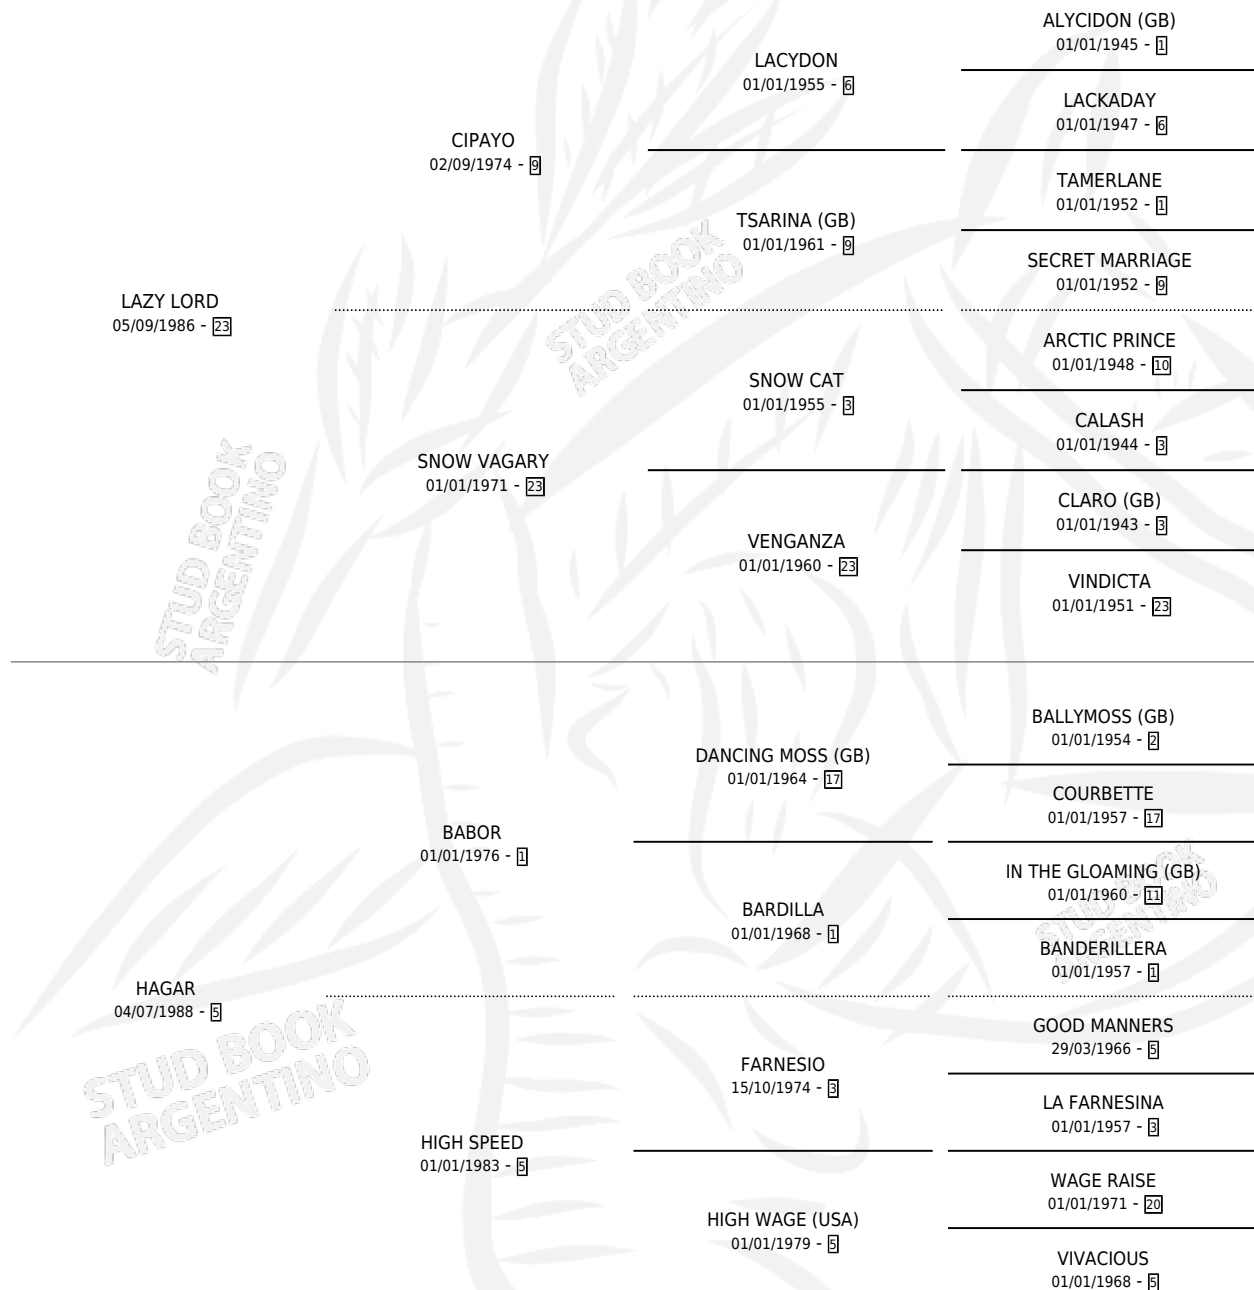 ALYCIDON (GB)
01/01/1945 - 1
LACYDON
01/01/1955 - 6
LACKADAY
01/01/1947 - 6
CIPAYO
02/09/1974 - 9
TAMERLANE
01/01/1952 - 1
TSARINA (GB)
01/01/1961 - 9
SECRET MARRIAGE
01/01/1952 - 9
LAZY LORD
05/09/1986 - 23
ARCTIC PRINCE
01/01/1948 - 10
SNOW CAT
01/01/1955 - 3
CALASH
01/01/1944 - 3
SNOW VAGARY
01/01/1971 - 23
CLARO (GB)
01/01/1943 - 3
VENGANZA
01/01/1960 - 23
VINDICTA
01/01/1951 - 23
STUD BOOK
ARGENTINO
STUD BOOK
ARGENTINO
BALLYMOSS (GB)
01/01/1954 - 2
DANCING MOSS (GB)
01/01/1964 - 17
COURBETTE
01/01/1957 - 17
BABOR
01/01/1976 - 1
IN THE GLOAMING (GB)
01/01/1960 - 11
BARDILLA
01/01/1968 - 1
BANDERILLERA
01/01/1957 - 1
HAGAR
04/07/1988 - 5
GOOD MANNERS
29/03/1966 - 5
FARNESIO
15/10/1974 - 3
LA FARNESINA
01/01/1957 - 3
HIGH SPEED
01/01/1983 - 5
WAGE RAISE
01/01/1971 - 20
HIGH WAGE (USA)
01/01/1979 - 5
VIVACIOUS
01/01/1968 - 5
STUD BOOK
ARGENTINO
STUD BOOK
ARGENTINO